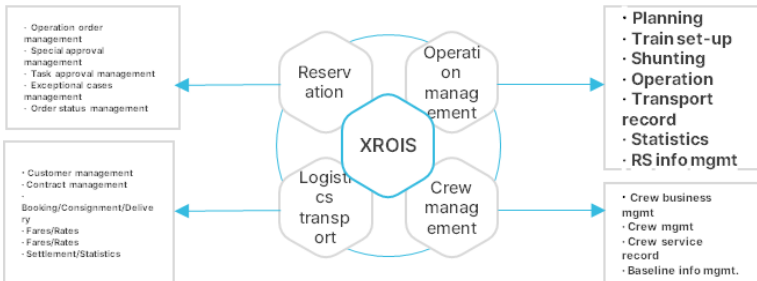 · Operation order
management
· Special approval
management
· Task approval management
· Exceptional cases
management
· Order status management
Reserv
ation
Operati
on
manag
ement
· Planning
· Train set-up
· Shunting
· Operation
· Transport
record
· Statistics
· RS info mgmt
XROIS
· Customer management
· Contract management
·
Booking/Consignment/Delive
ry
· Fares/Rates
· Fares/Rates
· Settlement/Statistics
Logisti
cs
transp
ort
Crew
manag
ement
· Crew business
mgmt
· Crew mgmt
· Crew service
record
· Baseline info mgmt.